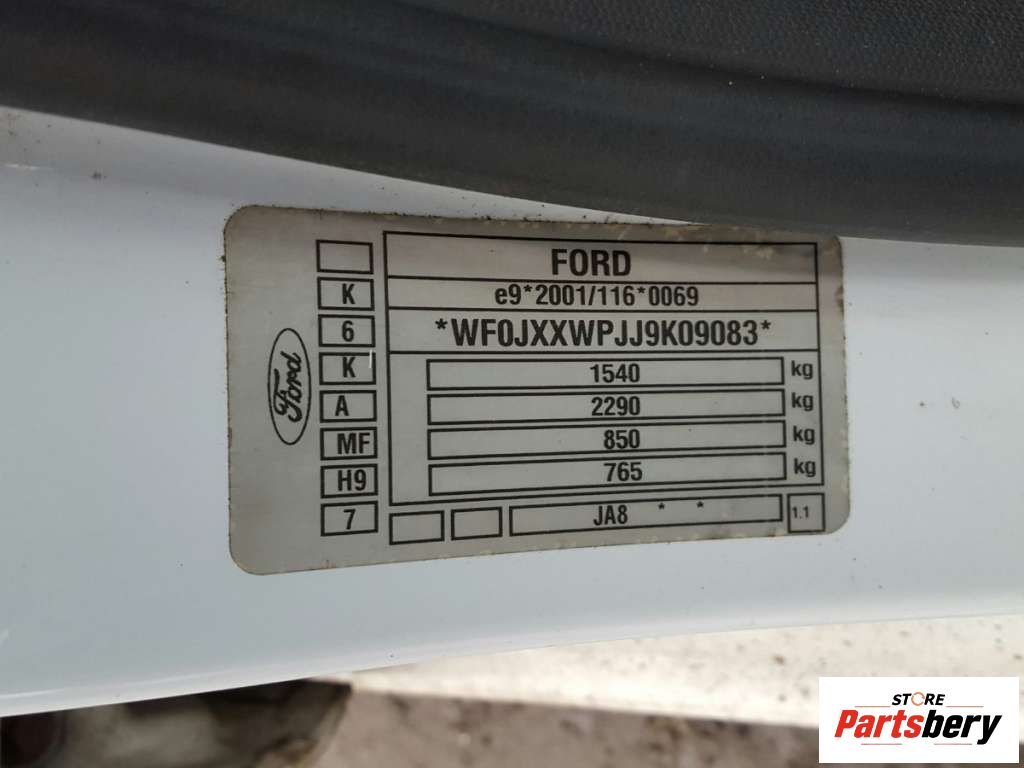 FORD
K
e9*2001/116*0069
6
*WF0JXXWPJJ9K09083*
K
1540 kg
A
2290 kg
MF
850 kg
H9
765 kg
7
JA8 * *
1.1
Ford
STORE
Partsbery